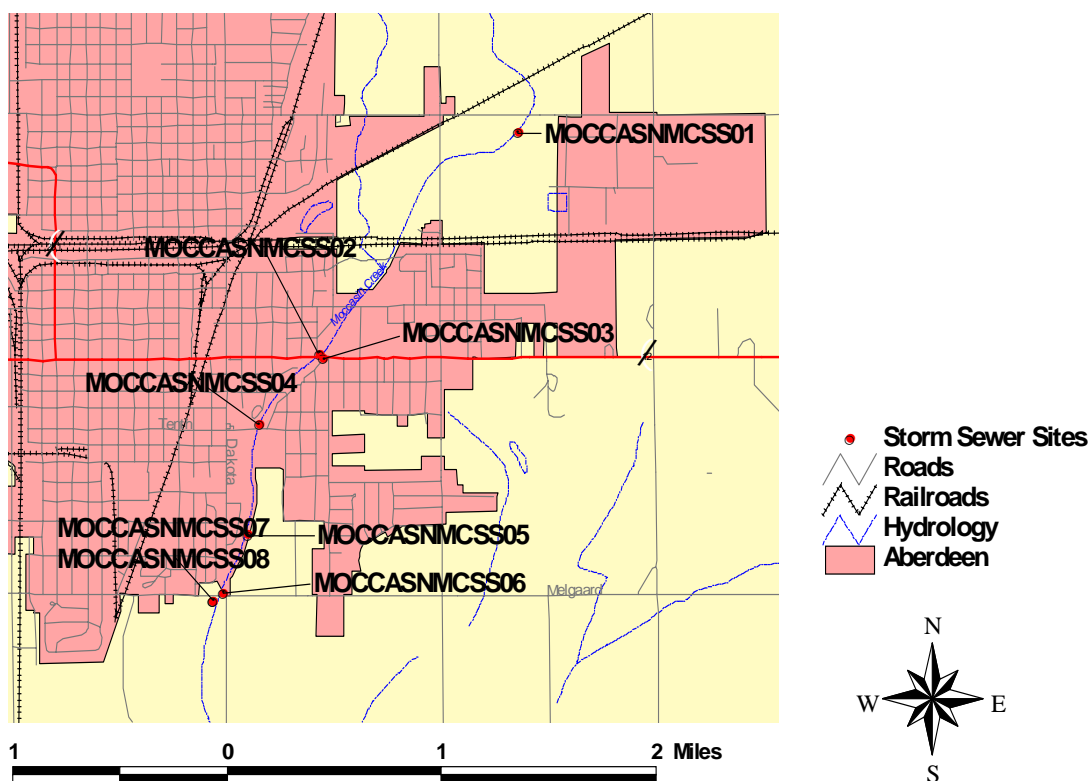 MOCCASNMCSS01
MOCCASNMCSS02
Moccasin Creek
MOCCASNMCSS03
12
MOCCASNMCSS04
Tenth
Dakota
MOCCASNMCSS07
MOCCASNMCSS05
MOCCASNMCSS08
MOCCASNMCSS06
Melgaard
Storm Sewer Sites
Roads
Railroads
Hydrology
Aberdeen
N
W E
S
1 0 1 2 Miles